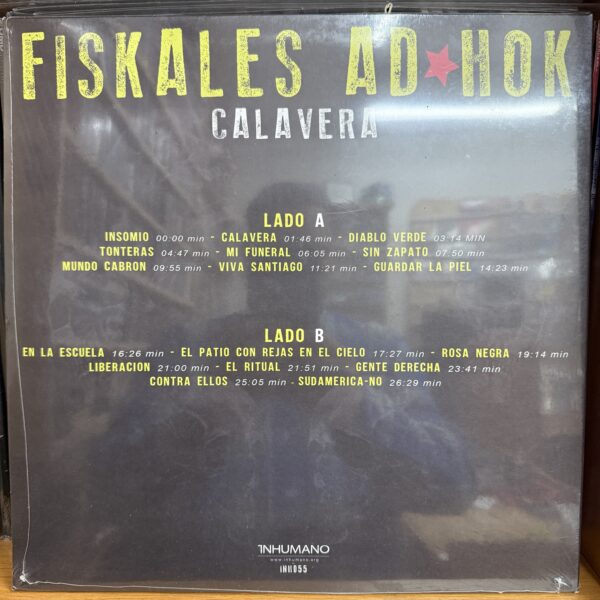 FISKALES AD★HOK
CALAVERA
LADO A
INSOMIO 00:00 min - CALAVERA 01:46 min - DIABLO VERDE 03:14 MIN
TONTERAS 04:47 min - MI FUNERAL 06:05 min - SIN ZAPATO 07:50 min
MUNDO CABRON 09:55 min - VIVA SANTIAGO 11:21 min - GUARDAR LA PIEL 14:23 min
LADO B
EN LA ESCUELA 16:26 min - EL PATIO CON REJAS EN EL CIELO 17:27 min - ROSA NEGRA 19:14 min
LIBERACION 21:00 min - EL RITUAL 21:51 min - GENTE DERECHA 23:41 min
CONTRA ELLOS 25:05 min - SUDAMERICA-NO 26:29 min
INHUMANO
www.inhumano.org
INH055